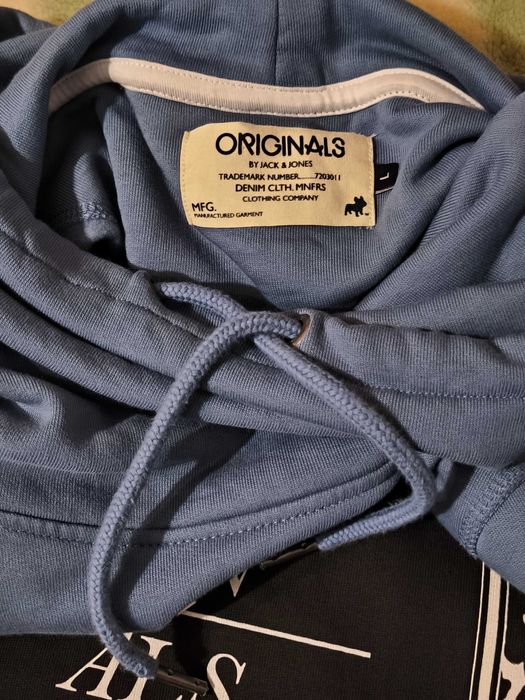 ORIGINALS
BY JACK & JONES
TRADEMARK NUMBER........7203011
DENIM CLTH. MNFRS
CLOTHING COMPANY
MFG.
MANUFACTURED GARMENT
L